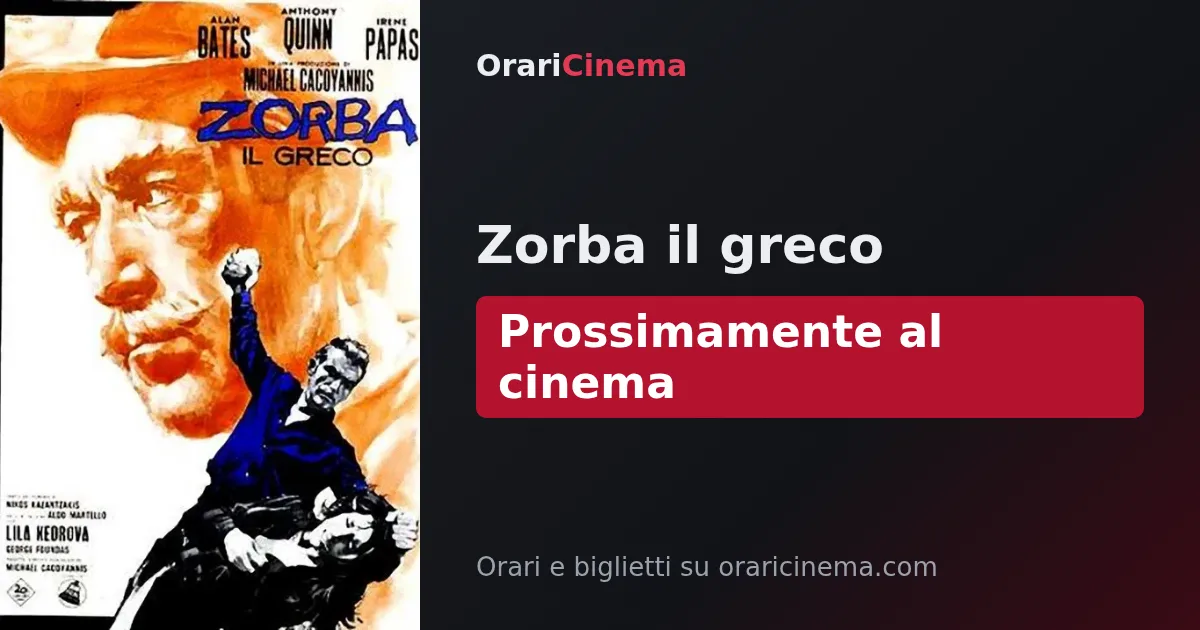 ALAN
BATES
ANTHONY
QUINN
IRENE
PAPAS
MICHAEL CACOYANNIS
ZORBA
IL GRECO
NIKOS KAZANTZAKIS
ALDO MARTELLO
LILA KEDROVA
GEORGE FOUNDAS
MICHAEL CACOYANNIS
20
OrariCinema
Zorba il greco
Prossimamente al
cinema
Orari e biglietti su oraricinema.com